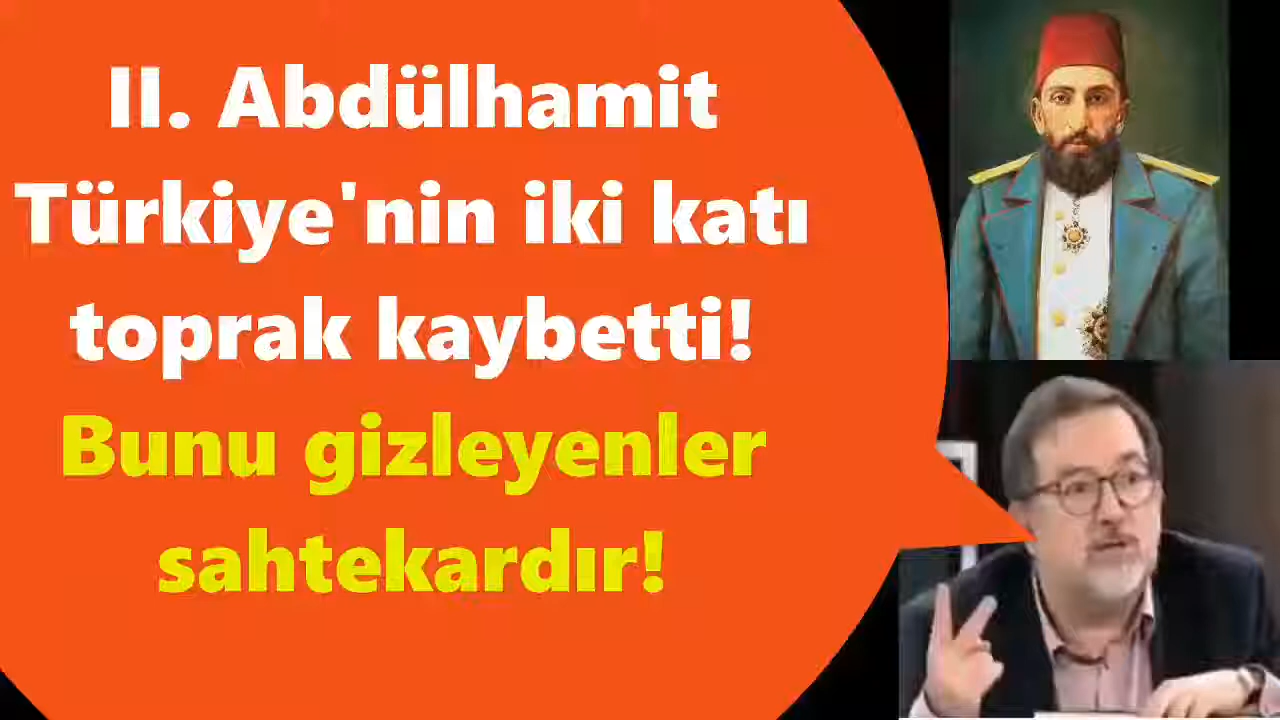 II. Abdülhamit
Türkiye'nin iki katı
toprak kaybetti!
Bunu gizleyenler
sahtekardır!